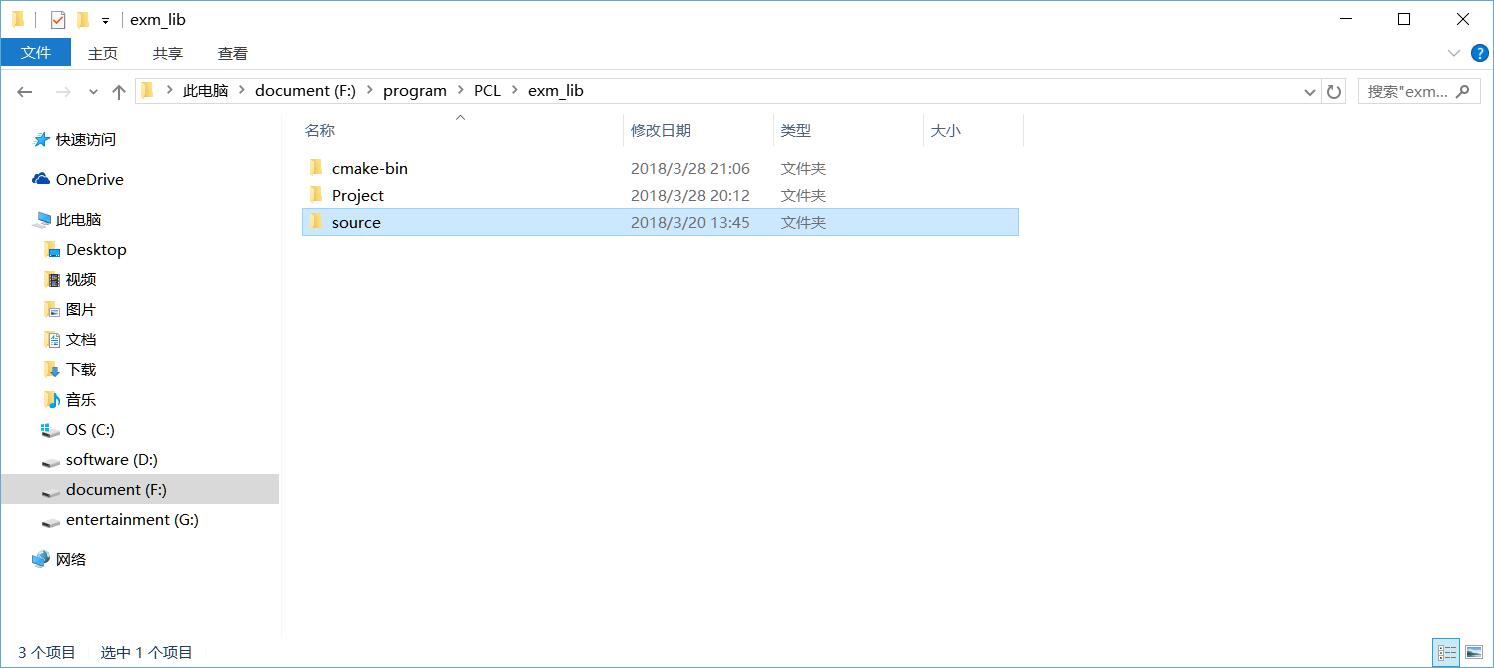 exm_lib
文件 主页 共享 查看
此电脑 document (F:) program PCL exm_lib 搜索"exm...
快速访问
OneDrive
此电脑
Desktop
视频
图片
文档
下载
音乐
OS (C:)
software (D:)
document (F:)
entertainment (G:)
网络
名称 修改日期 类型 大小
cmake-bin 2018/3/28 21:06 文件夹
Project 2018/3/28 20:12 文件夹
source 2018/3/20 13:45 文件夹
3 个项目 选中 1 个项目